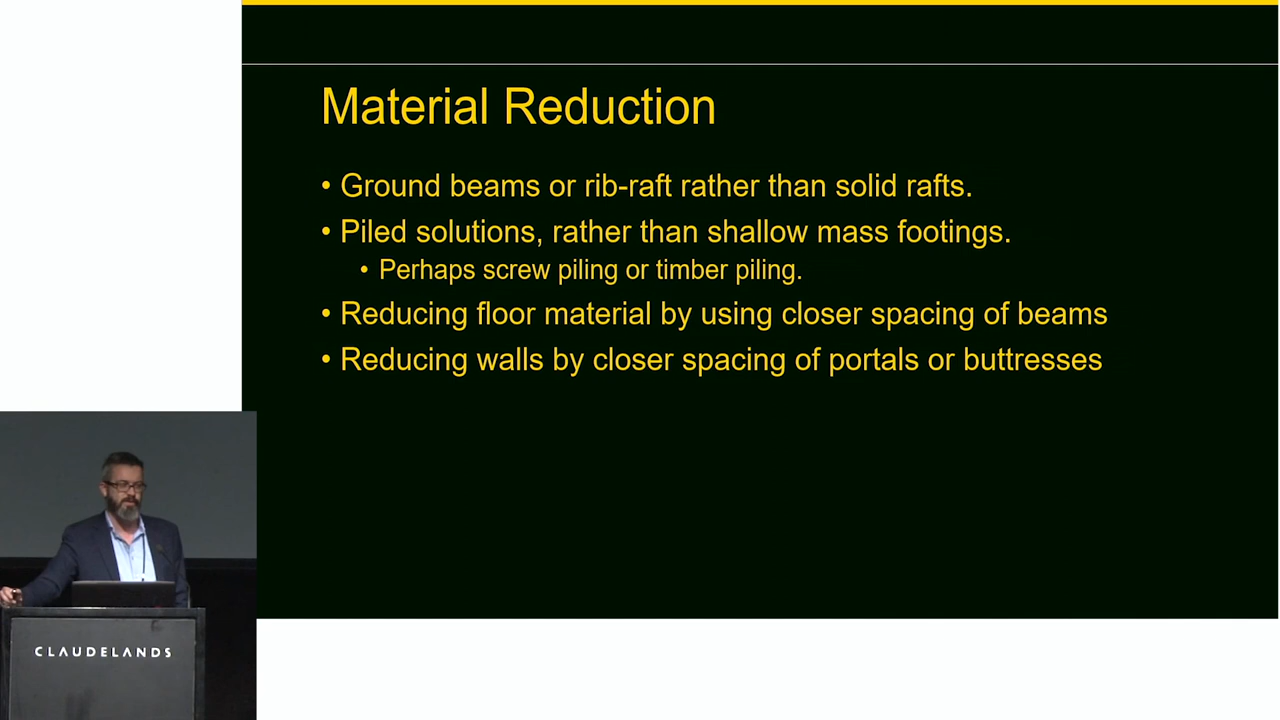 Material Reduction
• Ground beams or rib-raft rather than solid rafts.
• Piled solutions, rather than shallow mass footings.
• Perhaps screw piling or timber piling.
• Reducing floor material by using closer spacing of beams
• Reducing walls by closer spacing of portals or buttresses
CLAUDELANDS